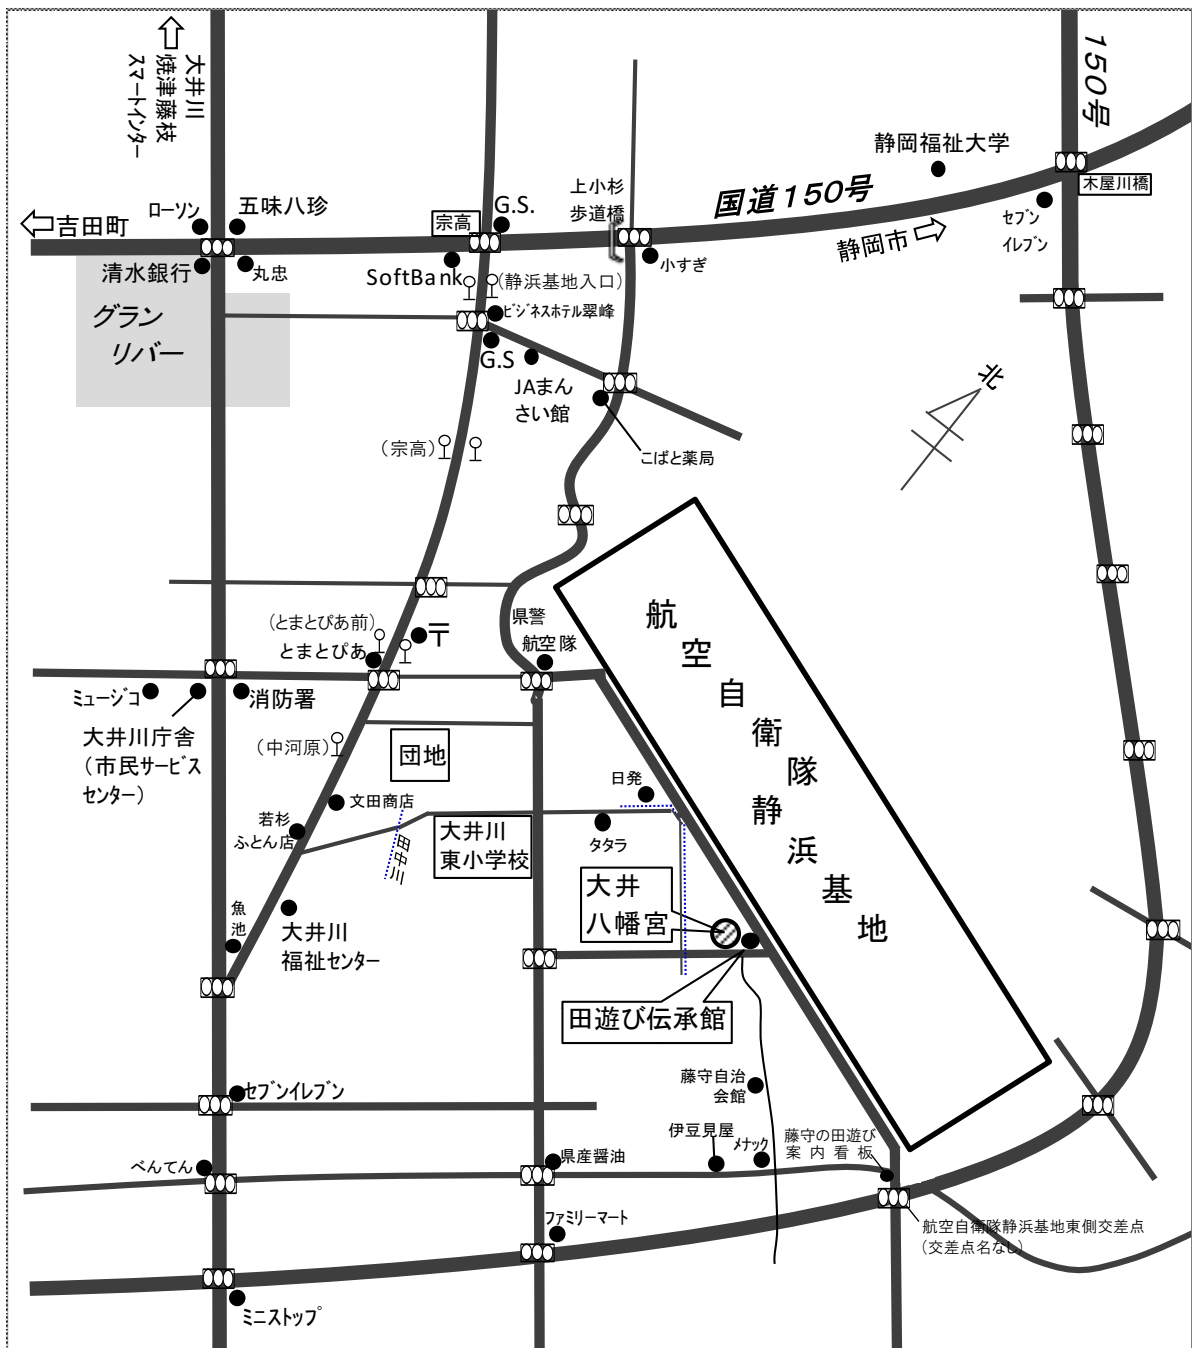 大井川
焼津藤枝
スマートインター
150号
静岡福祉大学
木屋川橋
国道150号
上小杉
歩道橋
G.S.
宗高
ローソン
五味八珍
吉田町
セブン
イレブン
静岡市
小すぎ
清水銀行
丸忠
SoftBank
(静浜基地入口)
グラン
リバー
ビジネスホテル翠峰
G.S
JAまん
さい館
北
(宗高)
こばと薬局
航空自衛隊静浜基地
県警
航空隊
(とまとぴあ前)
〒
とまとぴあ
ミュージコ
消防署
大井川庁舎
(市民サービス
センター)
(中河原)
団地
日発
文田商店
若杉
ふとん店
田中川
大井川
東小学校
タタラ
大井
八幡宮
魚
池
大井川
福祉センター
田遊び伝承館
藤守自治
会館
セブンイレブン
伊豆見屋
メナック
藤守の田遊び
案内看板
べんてん
県産醤油
ファミリーマート
航空自衛隊静浜基地東側交差点
(交差点名なし)
ミニストップ